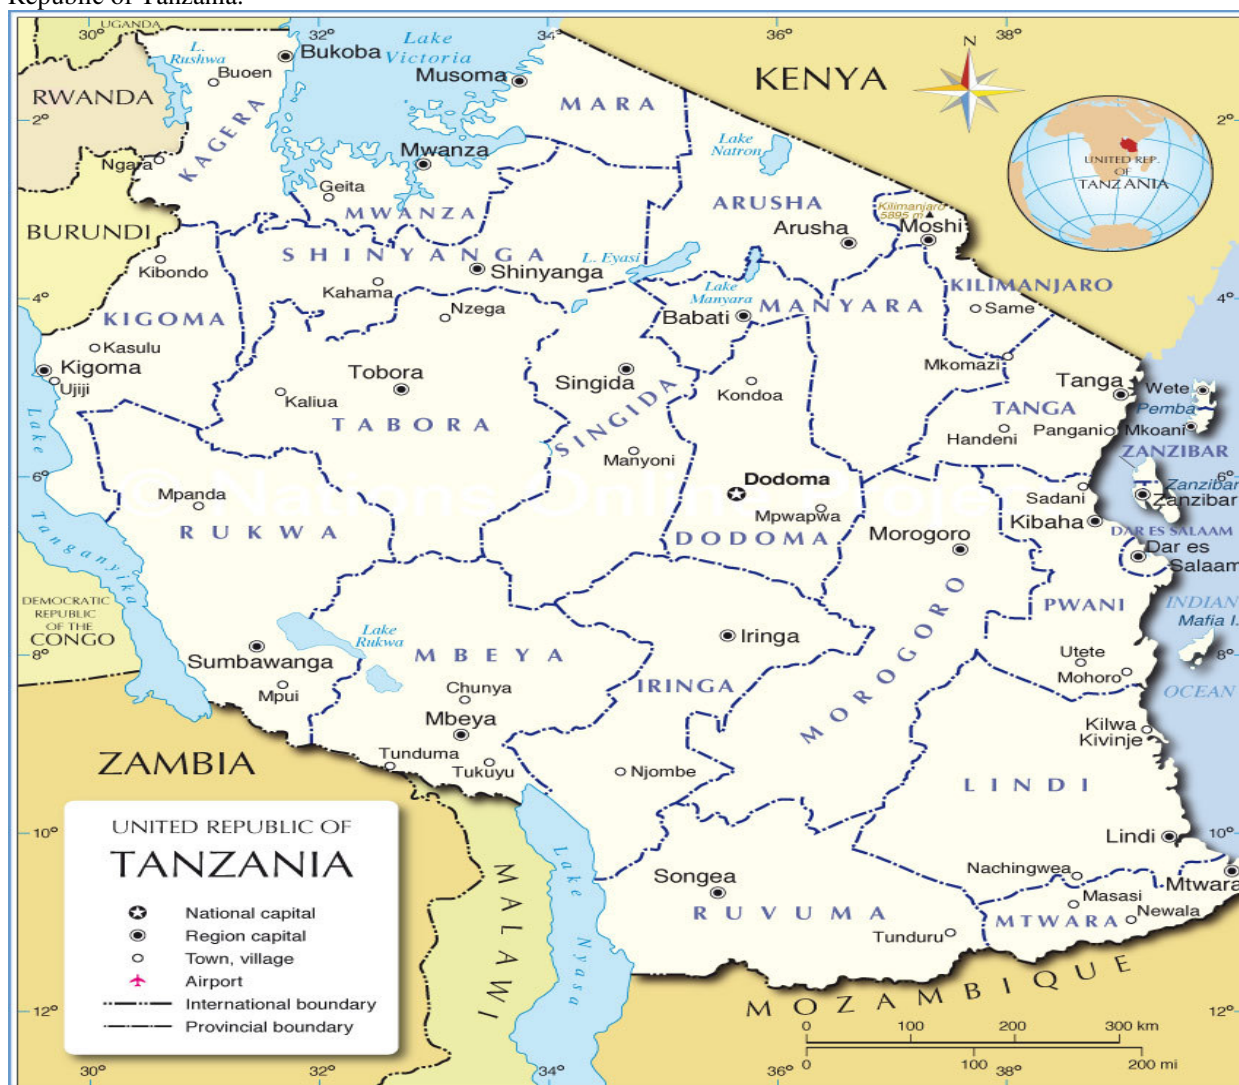 Republic of Tanzania.
30° 32° 34° 36° 38°
UGANDA
L. Rushwa
Bukoba
Lake Victoria
Buoen
Musoma
KENYA
N
RWANDA
MARA
2°
2°
KAGERA
Mwanza
Lake Natron
UNITED REP.
OF
TANZANIA
Ngara
Geita
MWANZA
ARUSHA
Kilimanjaro
5895 m
Arusha
Moshi
BURUNDI
SHINYANGA
L. Eyasi
Kibondo
Shinyanga
Kahama
Lake Manyara
KILIMANJARO
4°
4°
Nzega
MANYARA
Same
KIGOMA
Babati
Kasulu
Kigoma
Ujiji
Tobora
Singida
Mkomazi
Kaliua
Kondoa
Tanga
Wete
Pemba
TABORA
SINGIDA
TANGA
Handeni
Pangani
Mkoani
Manyoni
ZANZIBAR
6°
6°
Dodoma
Zanzibar
Zanzibar
Mpanda
Sadani
© Nations Online Projec
Mpwapwa
Kibaha
RUKWA
DODOMA
Morogoro
DAR ES SALAAM
Dar es
Salaam
Lake Tanganyika
DEMOCRATIC
REPUBLIC
OF THE
CONGO
PWANI
INDIAN
Mafia I.
Lake Rukwa
Iringa
MOROGORO
Utete
8°
8°
Sumbawanga
MBEYA
Mohoro
Mpui
Chunya
IRINGA
OCEAN
Mbeya
Kilwa
Kivinje
ZAMBIA
Tunduma
Tukuyu
Njombe
LINDI
UNITED REPUBLIC OF
TANZANIA
10°
10°
Lindi
MALAWI
Lake Nyasa
Songea
Nachingwea
Mtwara
Masasi
National capital
Region capital
Town, village
Airport
International boundary
Provincial boundary
RUVUMA
MTWARA
Newala
Tunduru
MOZAMBIQUE
12°
12°
0 100 200 300 km
0 100 200 mi
30° 32° 34° 36° 38°